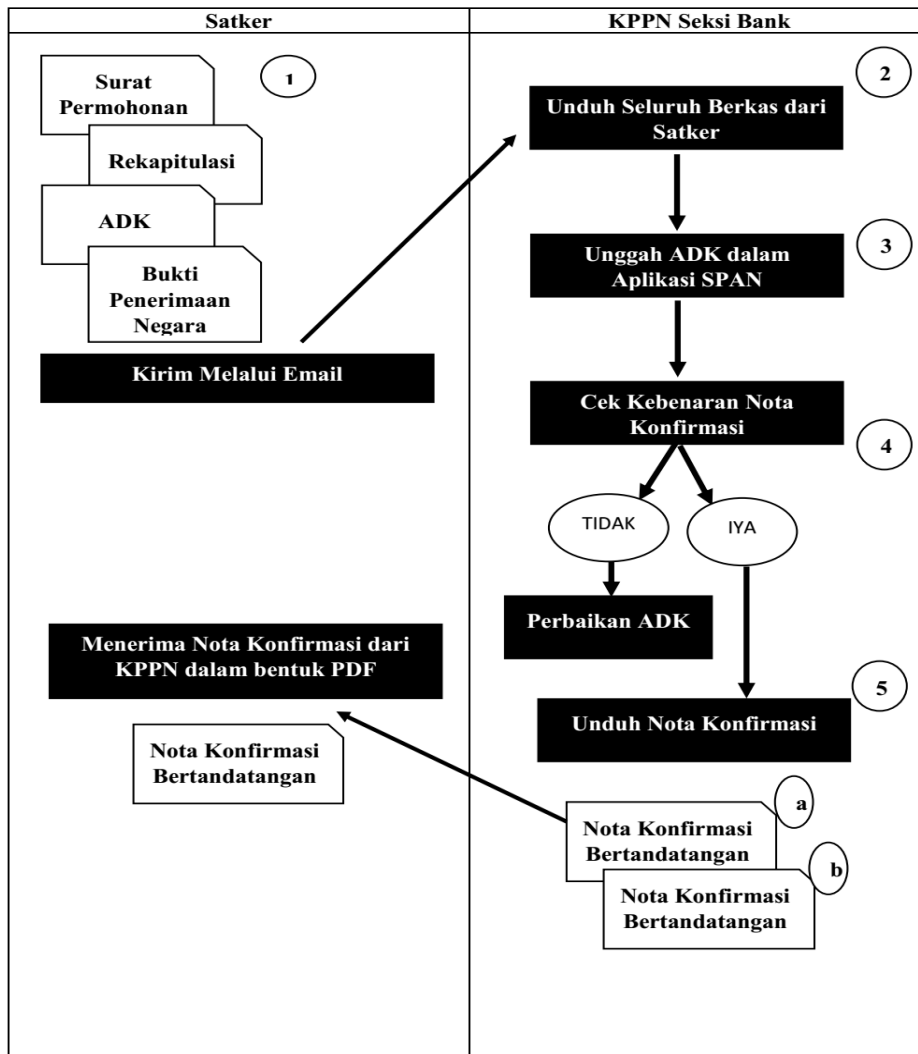 Satker
KPPN Seksi Bank
1
Surat
Permohonan
Rekapitulasi
ADK
Bukti
Penerimaan
Negara
Kirim Melalui Email
2
Unduh Seluruh Berkas dari
Satker
3
Unggah ADK dalam
Aplikasi SPAN
Cek Kebenaran Nota
Konfirmasi
4
TIDAK
IYA
Perbaikan ADK
5
Unduh Nota Konfirmasi
a
Nota Konfirmasi
Bertandatangan
b
Nota Konfirmasi
Bertandatangan
Menerima Nota Konfirmasi dari
KPPN dalam bentuk PDF
Nota Konfirmasi
Bertandatangan